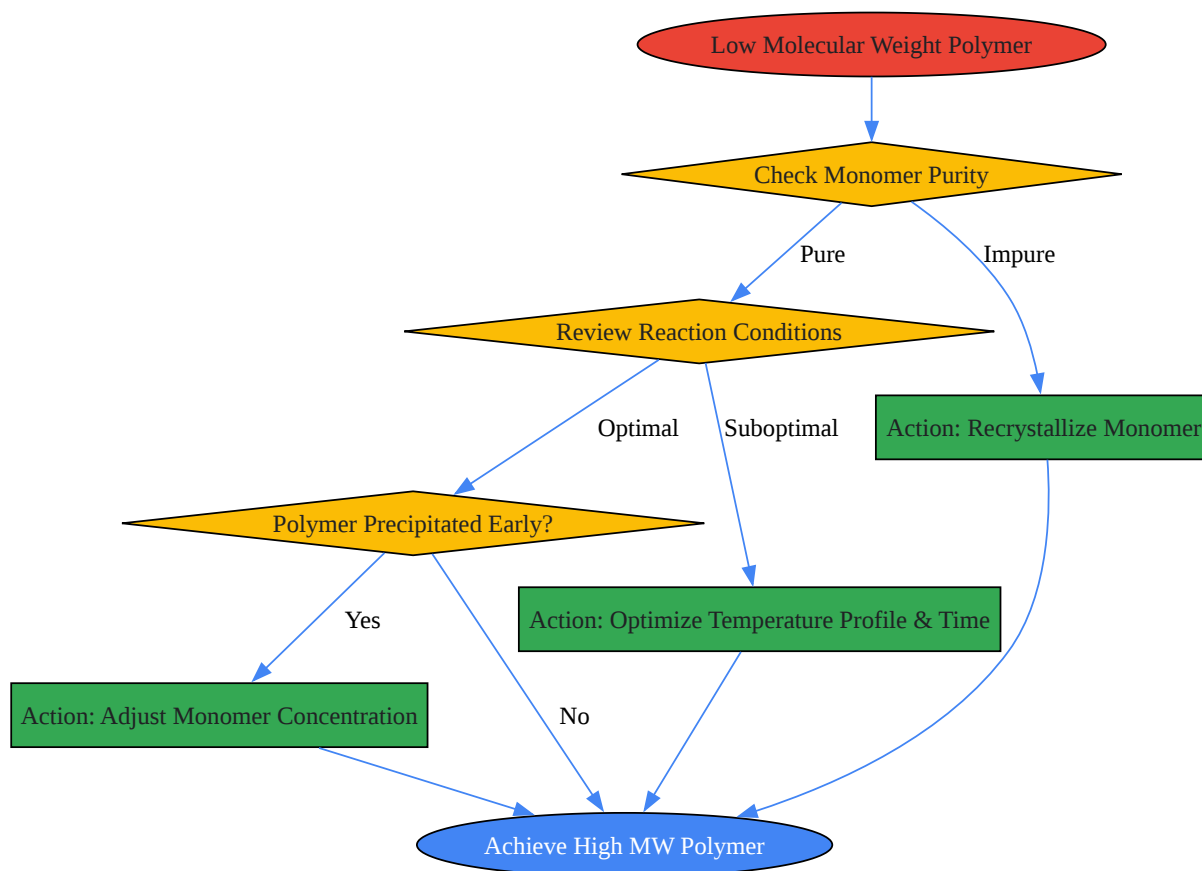 Low Molecular Weight Polymer
Check Monomer Purity
Pure
Impure
Review Reaction Conditions
Optimal
Suboptimal
Action: Recrystallize Monomer
Polymer Precipitated Early?
Yes
Action: Optimize Temperature Profile & Time
Action: Adjust Monomer Concentration
No
Achieve High MW Polymer